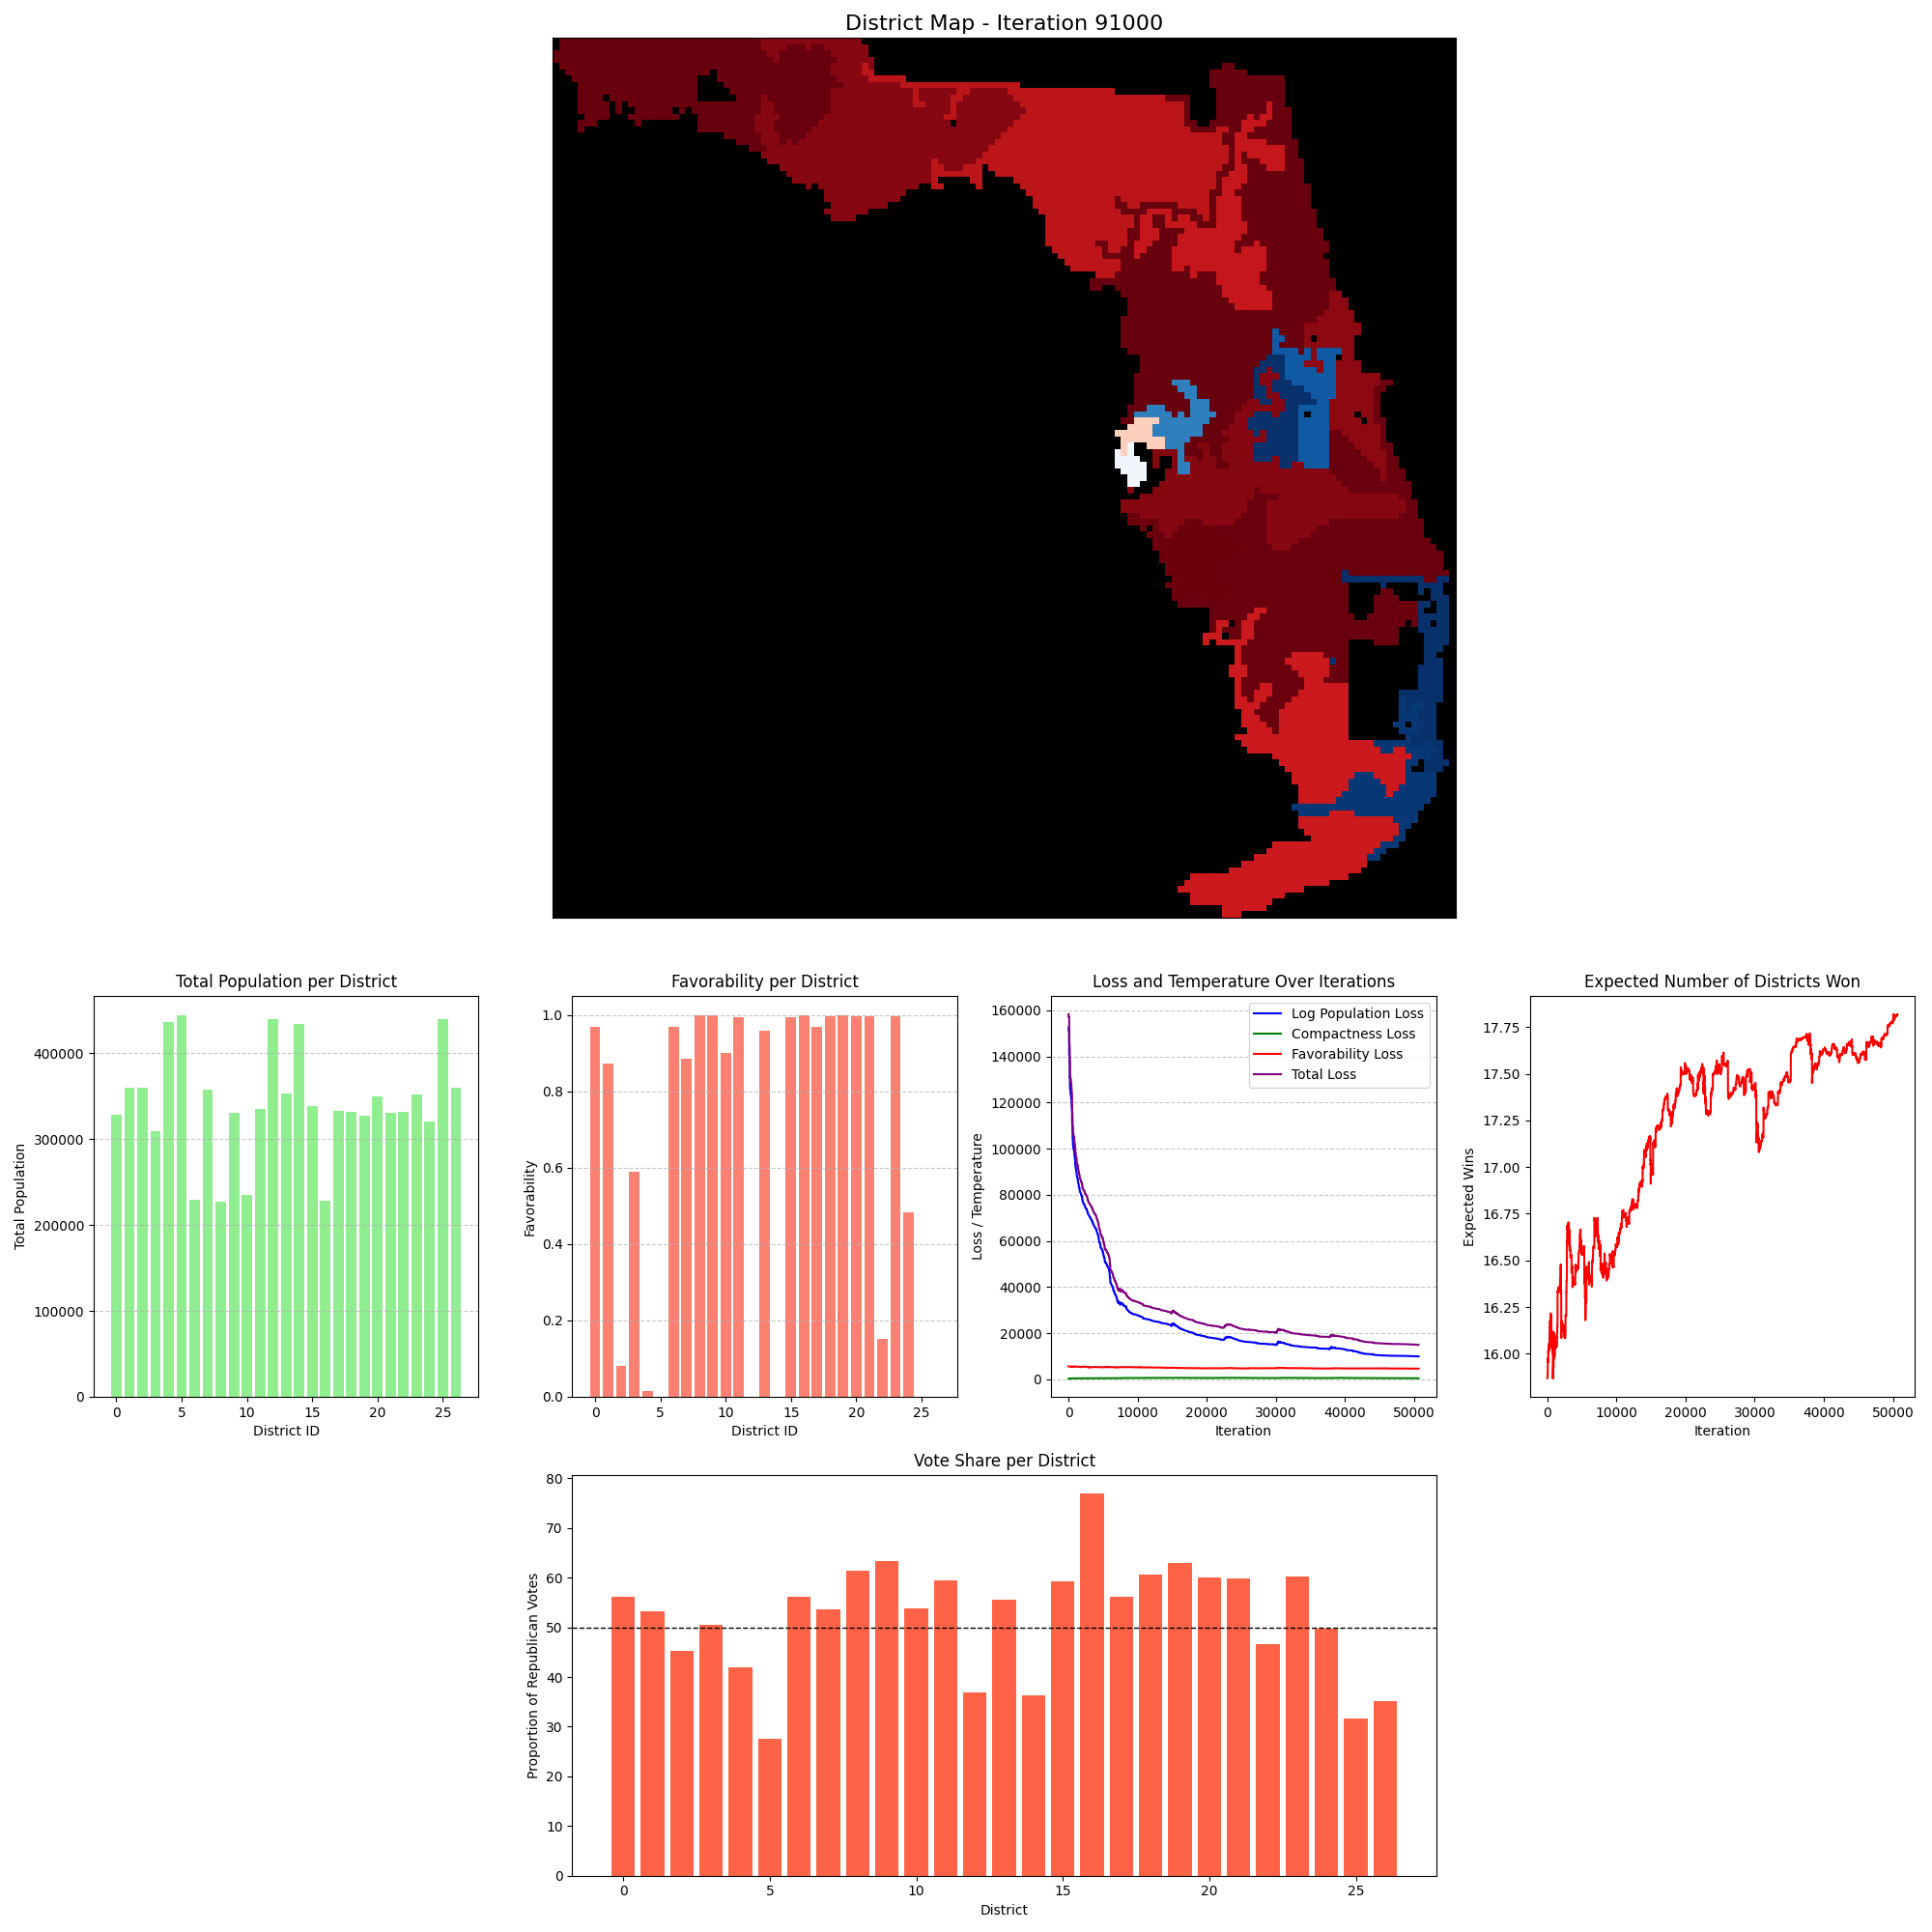 District Map - Iteration 91000
Total Population per District
Total Population
400000
300000
200000
100000
0
0 5 10 15 20 25
District ID
Favorability per District
Favorability
1.0
0.8
0.6
0.4
0.2
0.0
0 5 10 15 20 25
District ID
Loss and Temperature Over Iterations
Loss / Temperature
160000
140000
120000
100000
80000
60000
40000
20000
0
Log Population Loss
Compactness Loss
Favorability Loss
Total Loss
0 10000 20000 30000 40000 50000
Iteration
Expected Number of Districts Won
Expected Wins
17.75
17.50
17.25
17.00
16.75
16.50
16.25
16.00
0 10000 20000 30000 40000 50000
Iteration
Vote Share per District
Proportion of Republican Votes
80
70
60
50
40
30
20
10
0
0 5 10 15 20 25
District